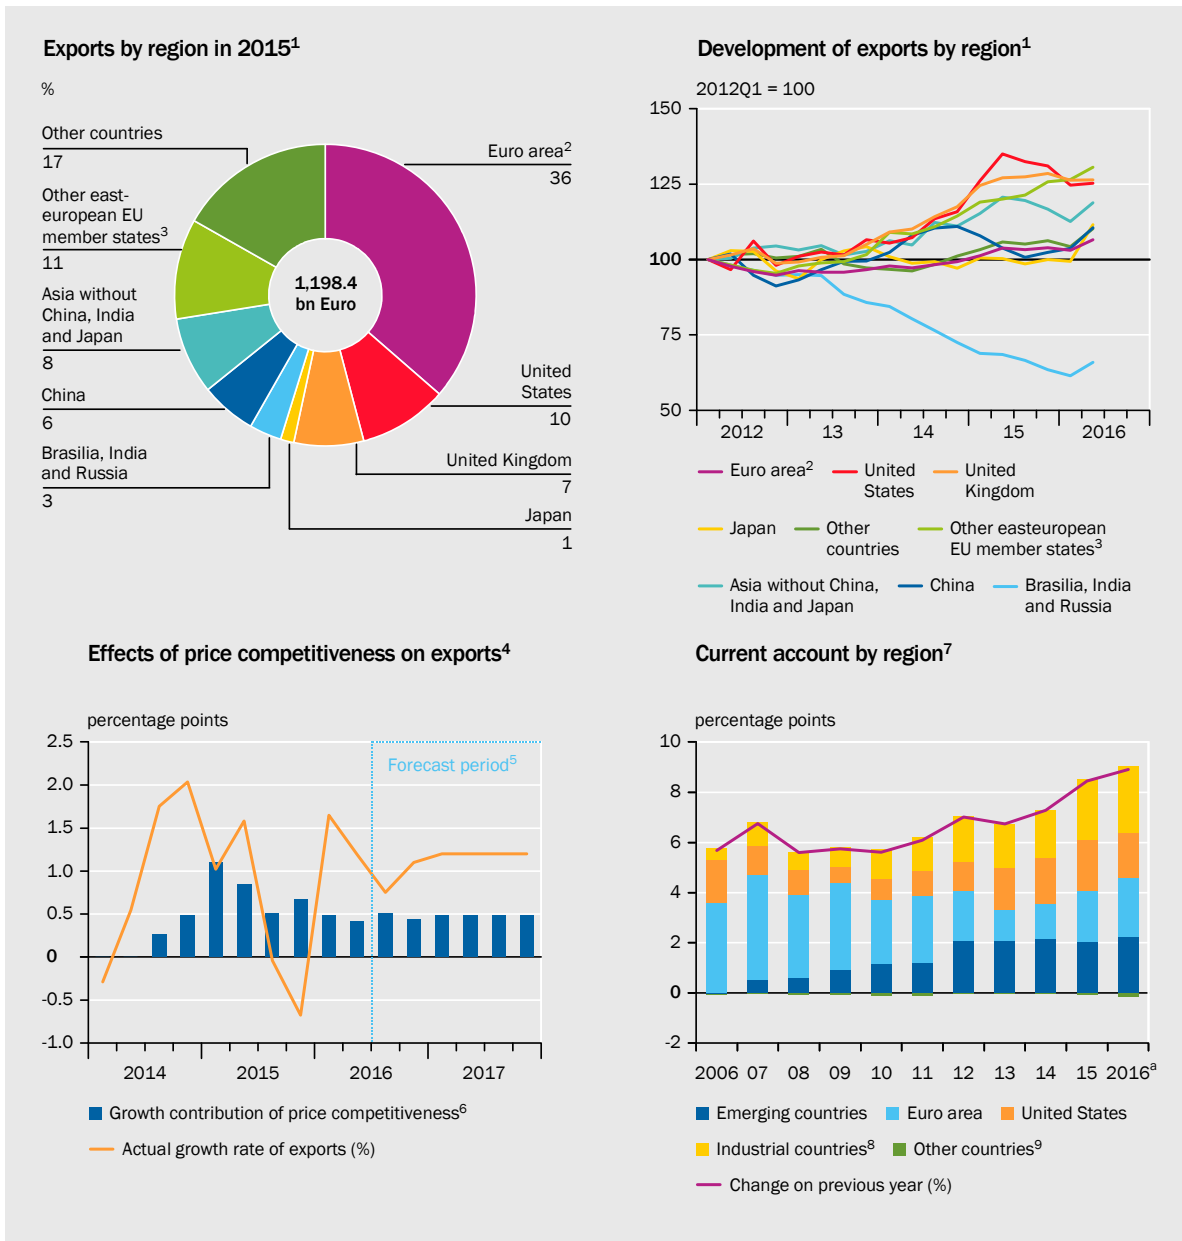 Exports by region in 2015¹
%
Other countries
17
Other east-
european EU
member states³
11
Asia without
China, India
and Japan
8
China
6
Brasilia, India
and Russia
3
Euro area²
36
United
States
10
United Kingdom
7
Japan
1
1,198.4
bn Euro
Development of exports by region¹
2012Q1 = 100
150
125
100
75
50
2012 13 14 15 2016
Euro area² United States United Kingdom
Japan Other countries Other easteuropean EU member states³
Asia without China, India and Japan China Brasilia, India and Russia
Effects of price competitiveness on exports⁴
percentage points
2.5
2.0
1.5
1.0
0.5
0
-0.5
-1.0
Forecast period⁵
2014 2015 2016 2017
Growth contribution of price competitiveness⁶
Actual growth rate of exports (%)
Current account by region⁷
percentage points
10
8
6
4
2
0
-2
2006 07 08 09 10 11 12 13 14 15 2016ᵃ
Emerging countries Euro area United States
Industrial countries⁸ Other countries⁹
Change on previous year (%)